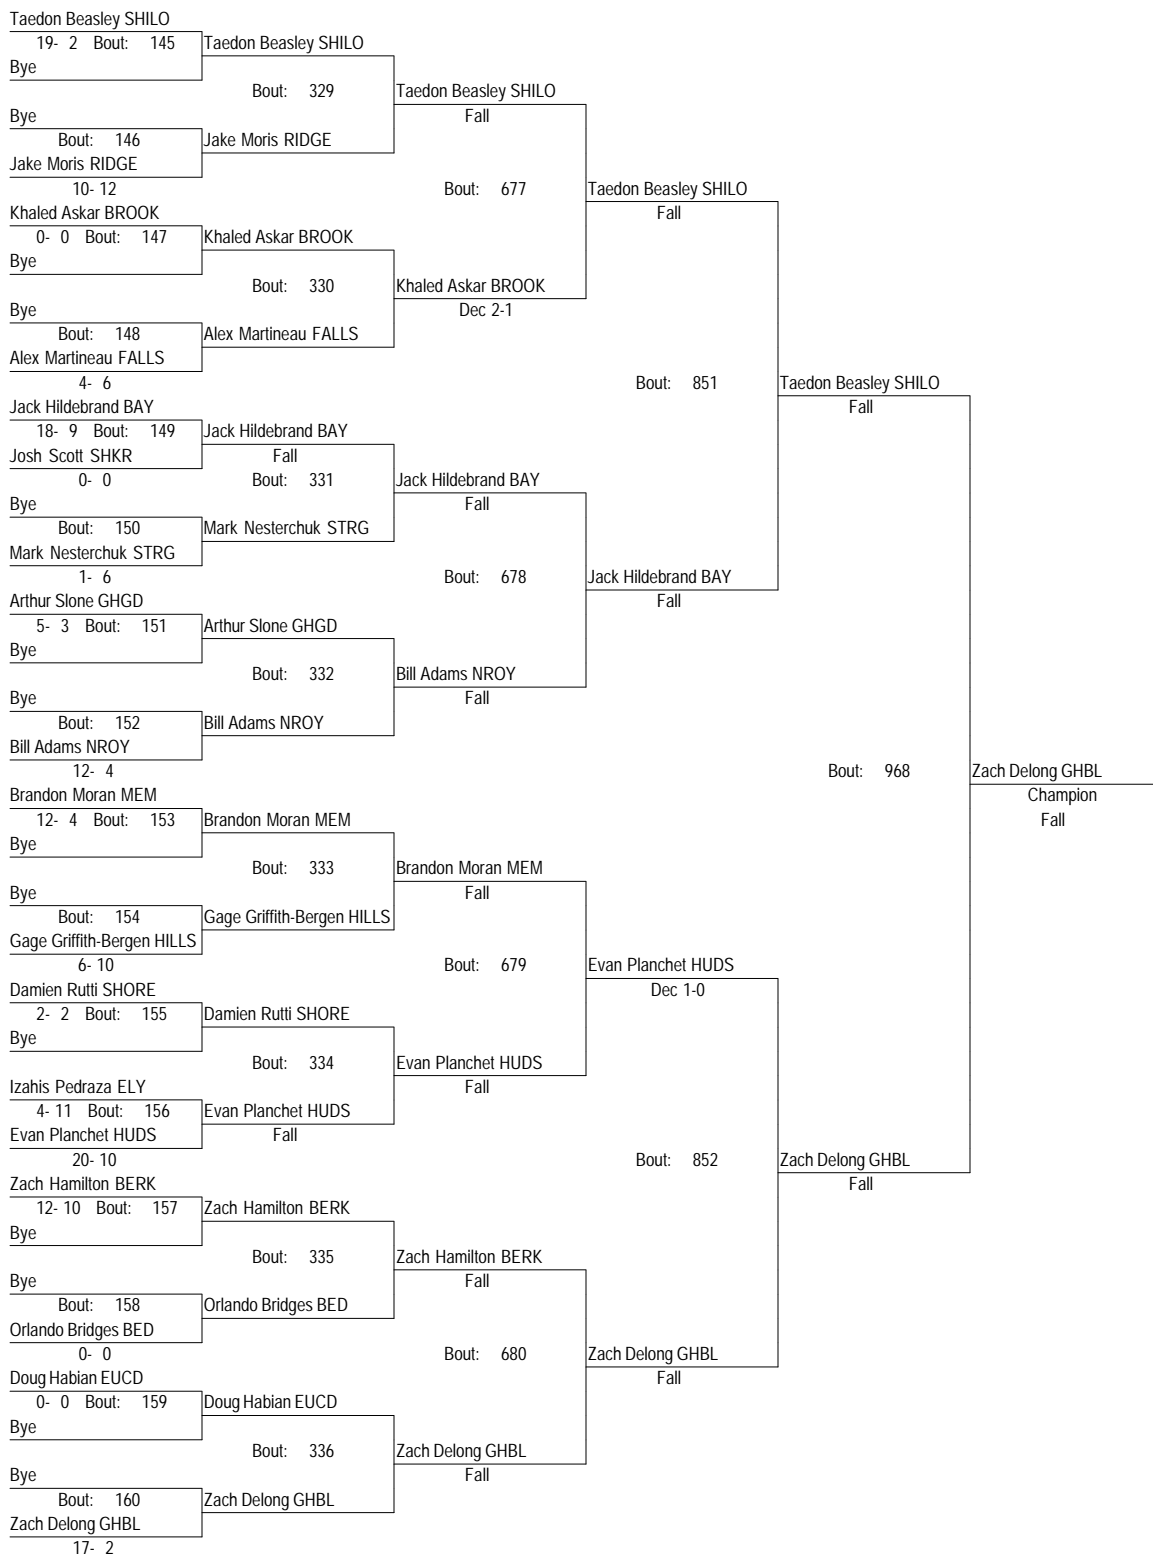 Taedon Beasley SHILO
19- 2 Bout: 145 Taedon Beasley SHILO
Bye
Bout: 329 Taedon Beasley SHILO
Bye Fall
Bout: 146 Jake Moris RIDGE
Jake Moris RIDGE
10- 12 Bout: 677 Taedon Beasley SHILO
Khaled Askar BROOK Fall
0- 0 Bout: 147 Khaled Askar BROOK
Bye
Bout: 330 Khaled Askar BROOK
Bye Dec 2-1
Bout: 148 Alex Martineau FALLS
Alex Martineau FALLS
4- 6 Bout: 851 Taedon Beasley SHILO
Jack Hildebrand BAY Fall
18- 9 Bout: 149 Jack Hildebrand BAY
Josh Scott SHKR Fall
0- 0 Bout: 331 Jack Hildebrand BAY
Bye Fall
Bout: 150 Mark Nesterchuk STRG
Mark Nesterchuk STRG
1- 6 Bout: 678 Jack Hildebrand BAY
Arthur Slone GHGD Fall
5- 3 Bout: 151 Arthur Slone GHGD
Bye
Bout: 332 Bill Adams NROY
Bye Fall
Bout: 152 Bill Adams NROY
Bill Adams NROY
12- 4 Bout: 968 Zach Delong GHBL
Brandon Moran MEM Champion
12- 4 Bout: 153 Brandon Moran MEM Fall
Bye
Bout: 333 Brandon Moran MEM
Bye Fall
Bout: 154 Gage Griffith-Bergen HILLS
Gage Griffith-Bergen HILLS
6- 10 Bout: 679 Evan Planchet HUDS
Damien Rutti SHORE Dec 1-0
2- 2 Bout: 155 Damien Rutti SHORE
Bye
Bout: 334 Evan Planchet HUDS
Izahis Pedraza ELY Fall
4- 11 Bout: 156 Evan Planchet HUDS
Evan Planchet HUDS Fall
20- 10 Bout: 852 Zach Delong GHBL
Zach Hamilton BERK Fall
12- 10 Bout: 157 Zach Hamilton BERK
Bye
Bout: 335 Zach Hamilton BERK
Bye Fall
Bout: 158 Orlando Bridges BED
Orlando Bridges BED
0- 0 Bout: 680 Zach Delong GHBL
Doug Habian EUCD Fall
0- 0 Bout: 159 Doug Habian EUCD
Bye
Bout: 336 Zach Delong GHBL
Bye Fall
Bout: 160 Zach Delong GHBL
Zach Delong GHBL
17- 2